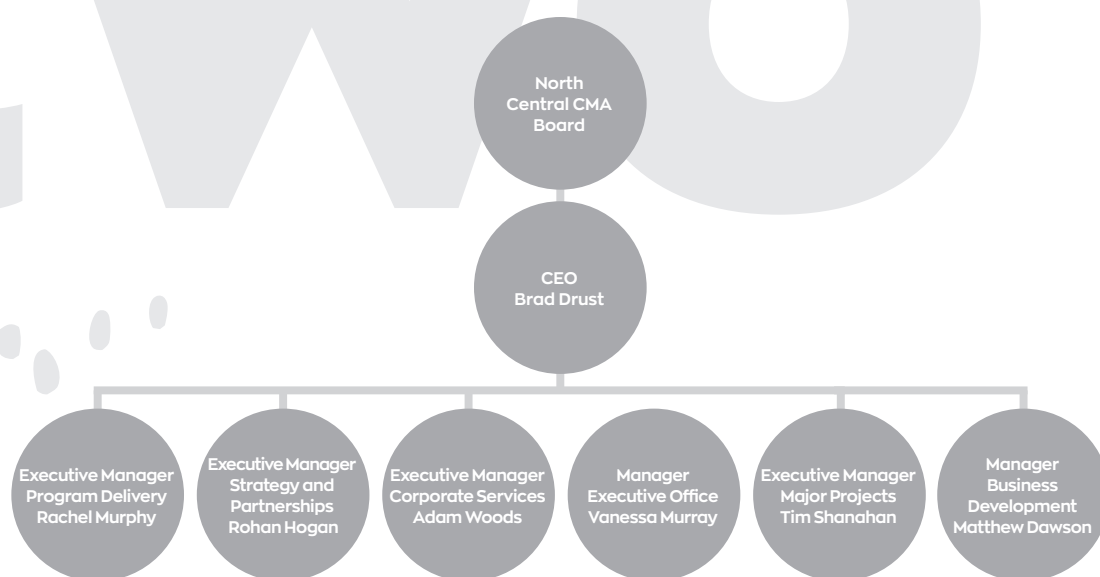 WO
North
Central CMA
Board
CEO
Brad Drust
Executive Manager
Program Delivery
Rachel Murphy
Executive Manager
Strategy and
Partnerships
Rohan Hogan
Executive Manager
Corporate Services
Adam Woods
Manager
Executive Office
Vanessa Murray
Executive Manager
Major Projects
Tim Shanahan
Manager
Business
Development
Matthew Dawson